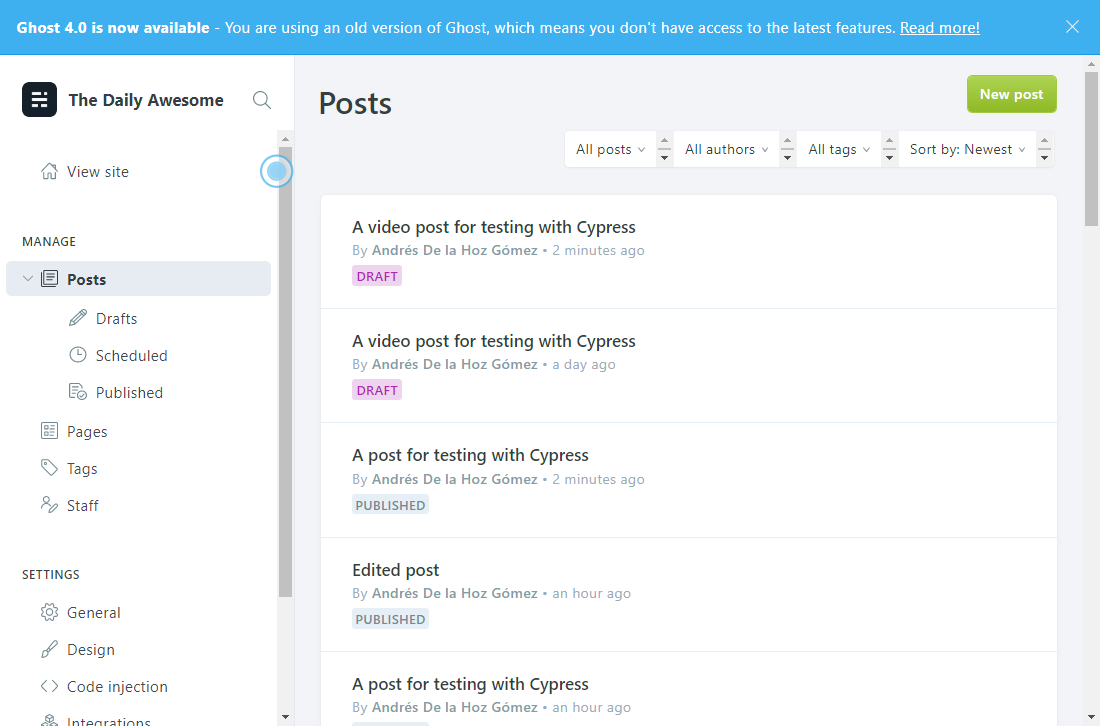 Ghost 4.0 is now available - You are using an old version of Ghost, which means you don't have access to the latest features. Read more!
The Daily Awesome
View site
MANAGE
Posts
Drafts
Scheduled
Published
Pages
Tags
Staff
SETTINGS
General
Design
Code injection
Integrations
Posts
New post
All posts
All authors
All tags
Sort by: Newest
A video post for testing with Cypress
By Andrés De la Hoz Gómez • 2 minutes ago
DRAFT
A video post for testing with Cypress
By Andrés De la Hoz Gómez • a day ago
DRAFT
A post for testing with Cypress
By Andrés De la Hoz Gómez • 2 minutes ago
PUBLISHED
Edited post
By Andrés De la Hoz Gómez • an hour ago
PUBLISHED
A post for testing with Cypress
By Andrés De la Hoz Gómez • an hour ago